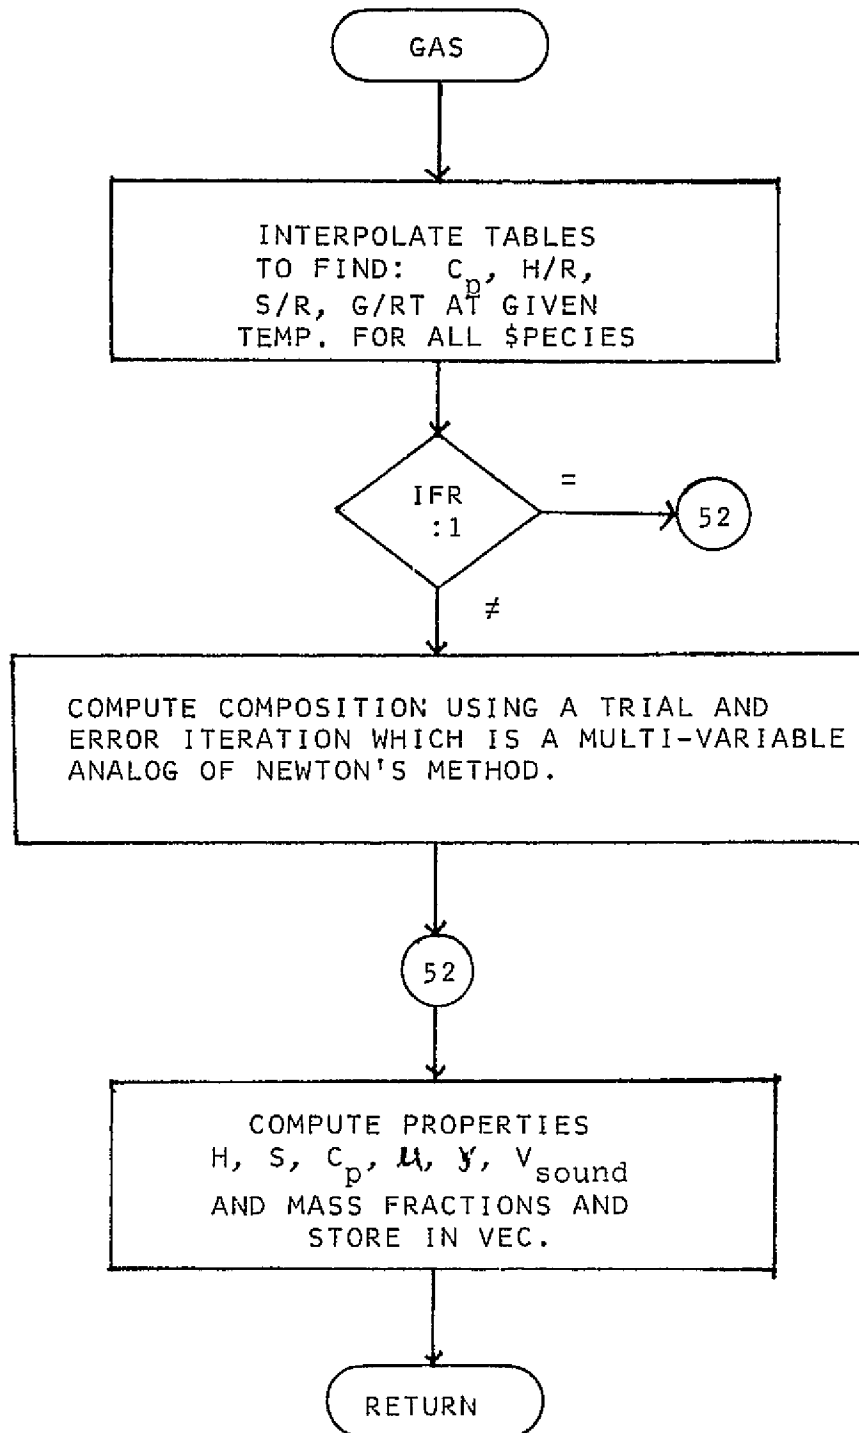 GAS
INTERPOLATE TABLES
TO FIND: Cp, H/R,
S/R, G/RT AT GIVEN
TEMP. FOR ALL $PECIES
IFR
:1
=
52
≠
COMPUTE COMPOSITION USING A TRIAL AND
ERROR ITERATION WHICH IS A MULTI-VARIABLE
ANALOG OF NEWTON'S METHOD.
52
COMPUTE PROPERTIES
H, S, Cp, μ, γ, Vsound
AND MASS FRACTIONS AND
STORE IN VEC.
RETURN